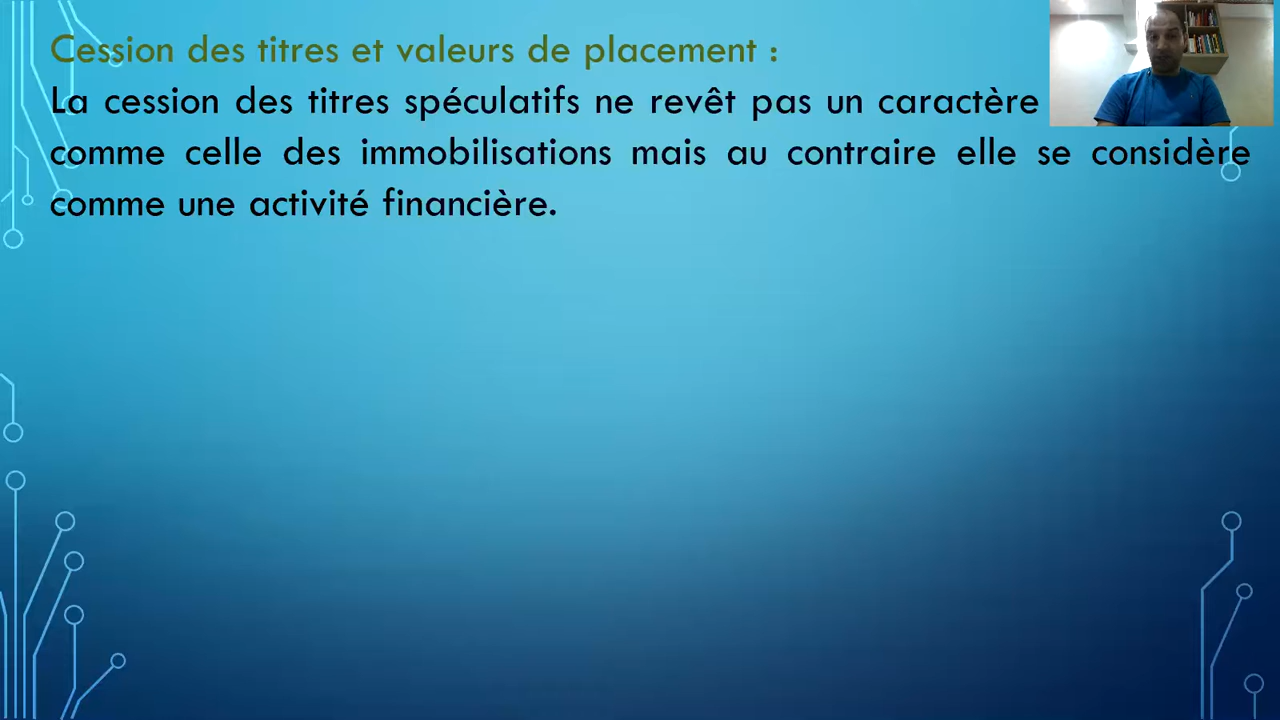 Cession des titres et valeurs de placement :
La cession des titres spéculatifs ne revêt pas un caractère
comme celle des immobilisations mais au contraire elle se considère
comme une activité financière.